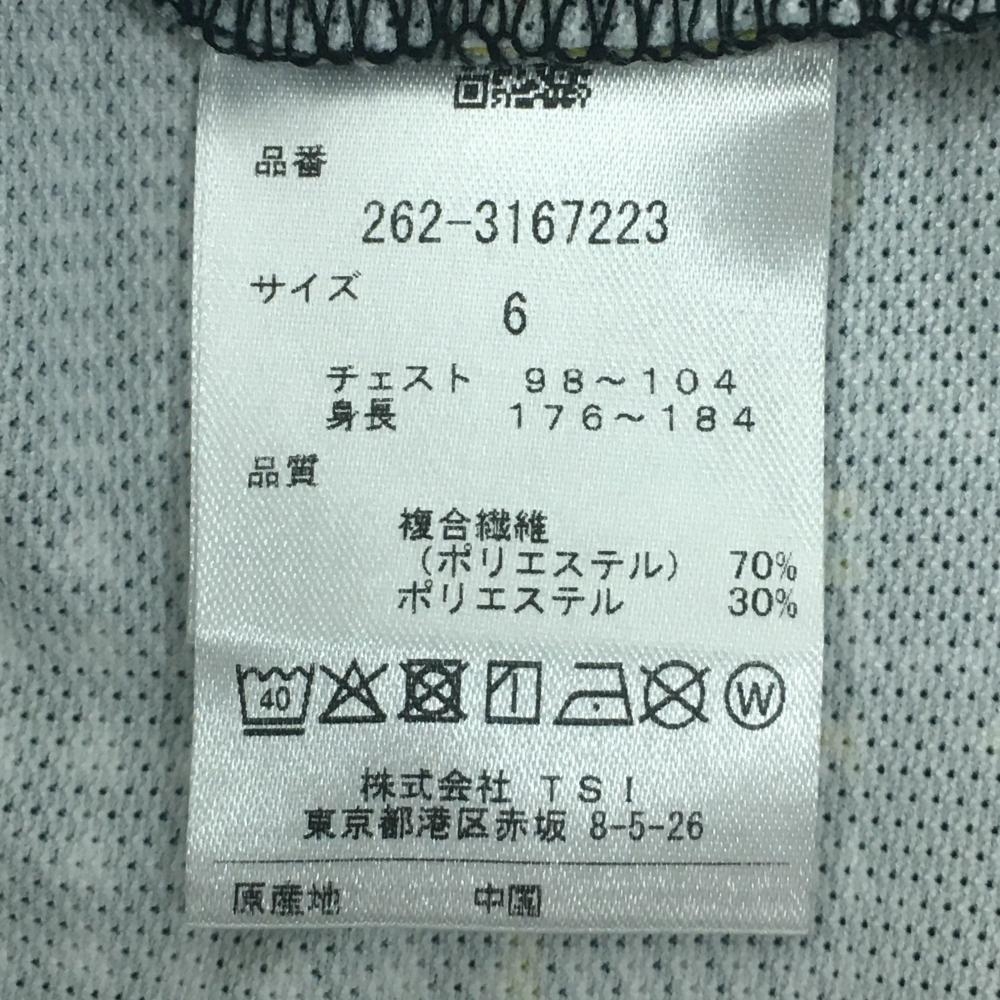 品番
262-3167223
サイズ
6
チェスト 98～104
身長 176～184
品質
複合繊維
(ポリエステル) 70%
ポリエステル 30%
40
W
株式会社 TSI
東京都港区赤坂 8-5-26
原産地 中国